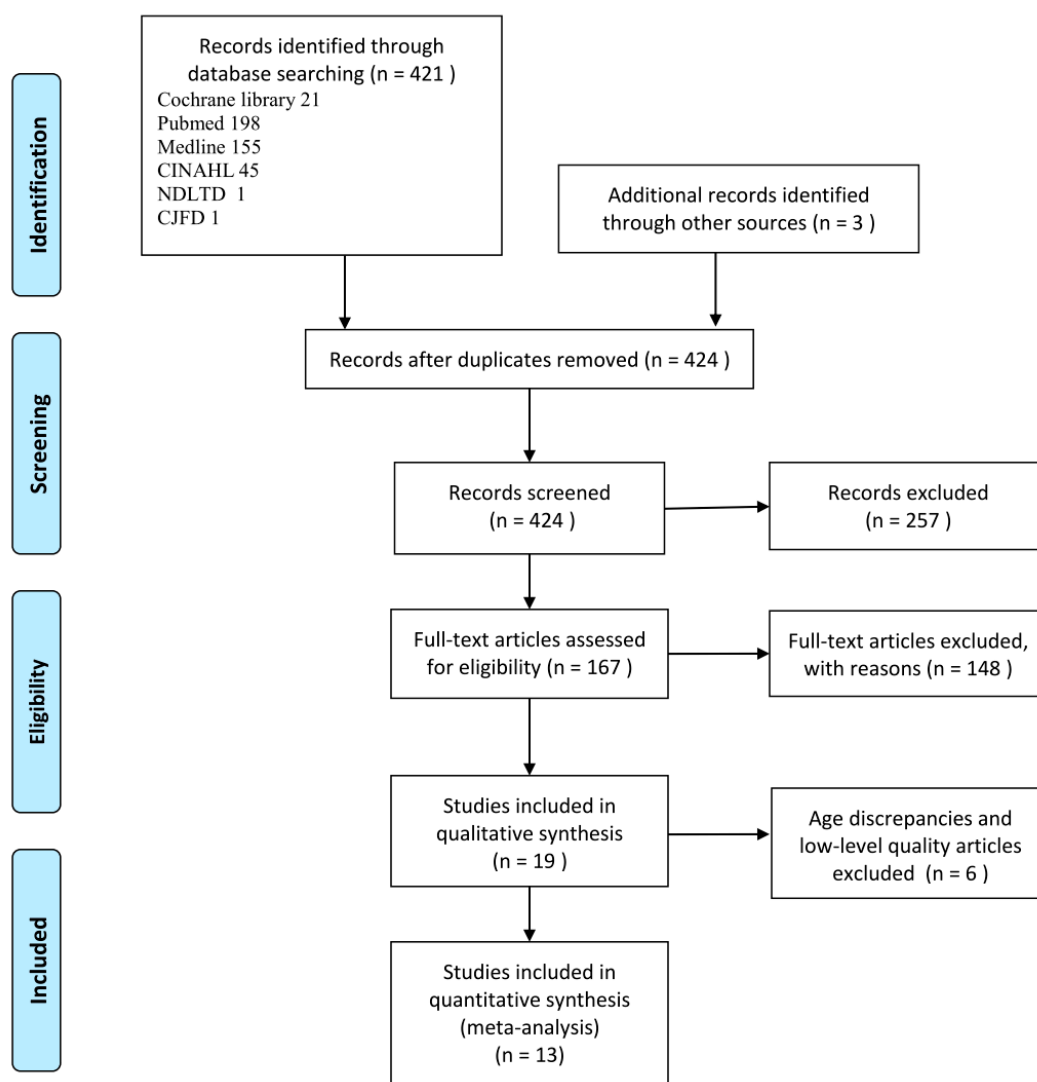 Identification
Records identified through
database searching (n = 421 )
Cochrane library 21
Pubmed 198
Medline 155
CINAHL 45
NDLTD 1
CJFD 1
Additional records identified
through other sources (n = 3 )
Screening
Records after duplicates removed (n = 424 )
Records screened
(n = 424 )
Records excluded
(n = 257 )
Eligibility
Full-text articles assessed
for eligibility (n = 167 )
Full-text articles excluded,
with reasons (n = 148 )
Studies included in
qualitative synthesis
(n = 19 )
Age discrepancies and
low-level quality articles
excluded (n = 6 )
Included
Studies included in
quantitative synthesis
(meta-analysis)
(n = 13)